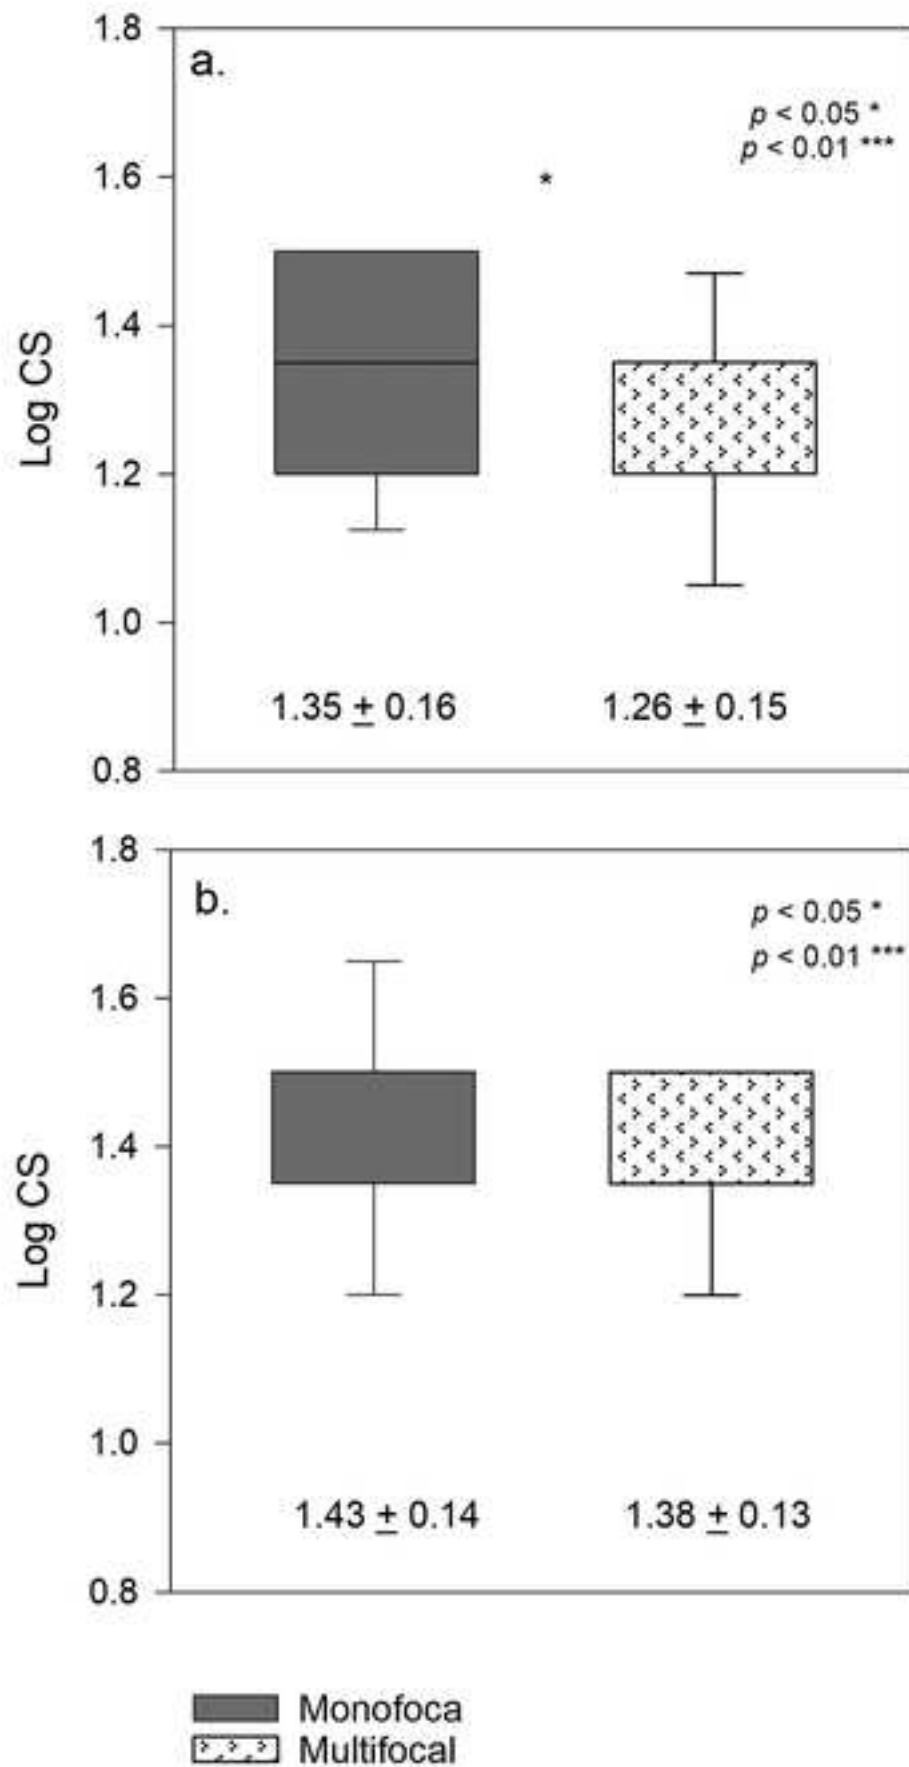 1.8
a.
p < 0.05 *
p < 0.01 ***
1.6
*
1.4
Log CS
1.2
1.0
1.35 ± 0.16 1.26 ± 0.15
0.8
1.8
b.
p < 0.05 *
p < 0.01 ***
1.6
1.4
Log CS
1.2
1.0
1.43 ± 0.14 1.38 ± 0.13
0.8
Monofoca
Multifocal